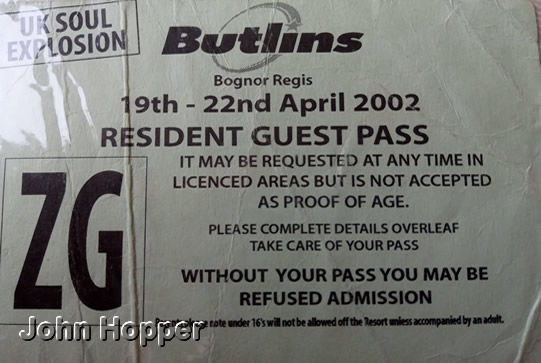 UK SOUL
EXPLOSION
Butlins
Bognor Regis
19th - 22nd April 2002
RESIDENT GUEST PASS
IT MAY BE REQUESTED AT ANY TIME IN
LICENCED AREAS BUT IS NOT ACCEPTED
AS PROOF OF AGE.
ZG
PLEASE COMPLETE DETAILS OVERLEAF
TAKE CARE OF YOUR PASS
WITHOUT YOUR PASS YOU MAY BE
REFUSED ADMISSION
note under 16's will not be allowed off the Resort unless accompanied by an adult.
John Hopper